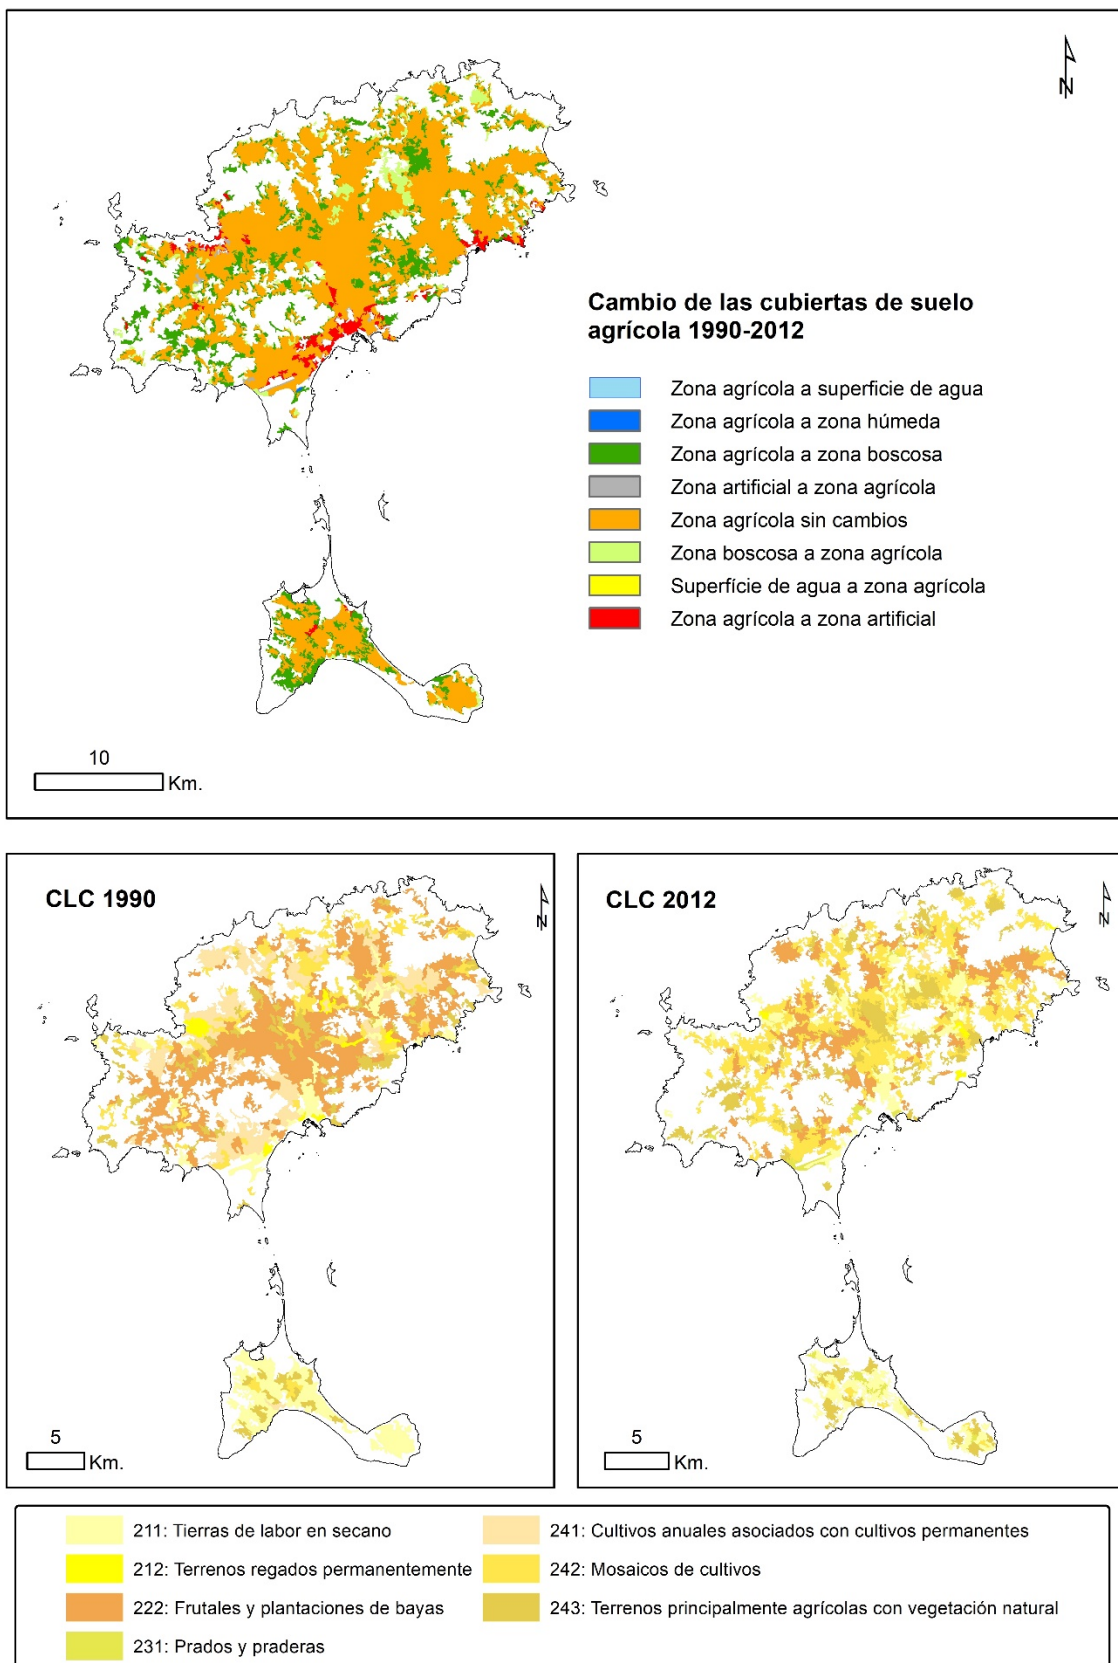 N
Cambio de las cubiertas de suelo
agrícola 1990-2012
Zona agrícola a superficie de agua
Zona agrícola a zona húmeda
Zona agrícola a zona boscosa
Zona artificial a zona agrícola
Zona agrícola sin cambios
Zona boscosa a zona agrícola
Superfície de agua a zona agrícola
Zona agrícola a zona artificial
10
Km.
CLC 1990
N
5
Km.
CLC 2012
N
5
Km.
211: Tierras de labor en secano
212: Terrenos regados permanentemente
222: Frutales y plantaciones de bayas
231: Prados y praderas
241: Cultivos anuales asociados con cultivos permanentes
242: Mosaicos de cultivos
243: Terrenos principalmente agrícolas con vegetación natural